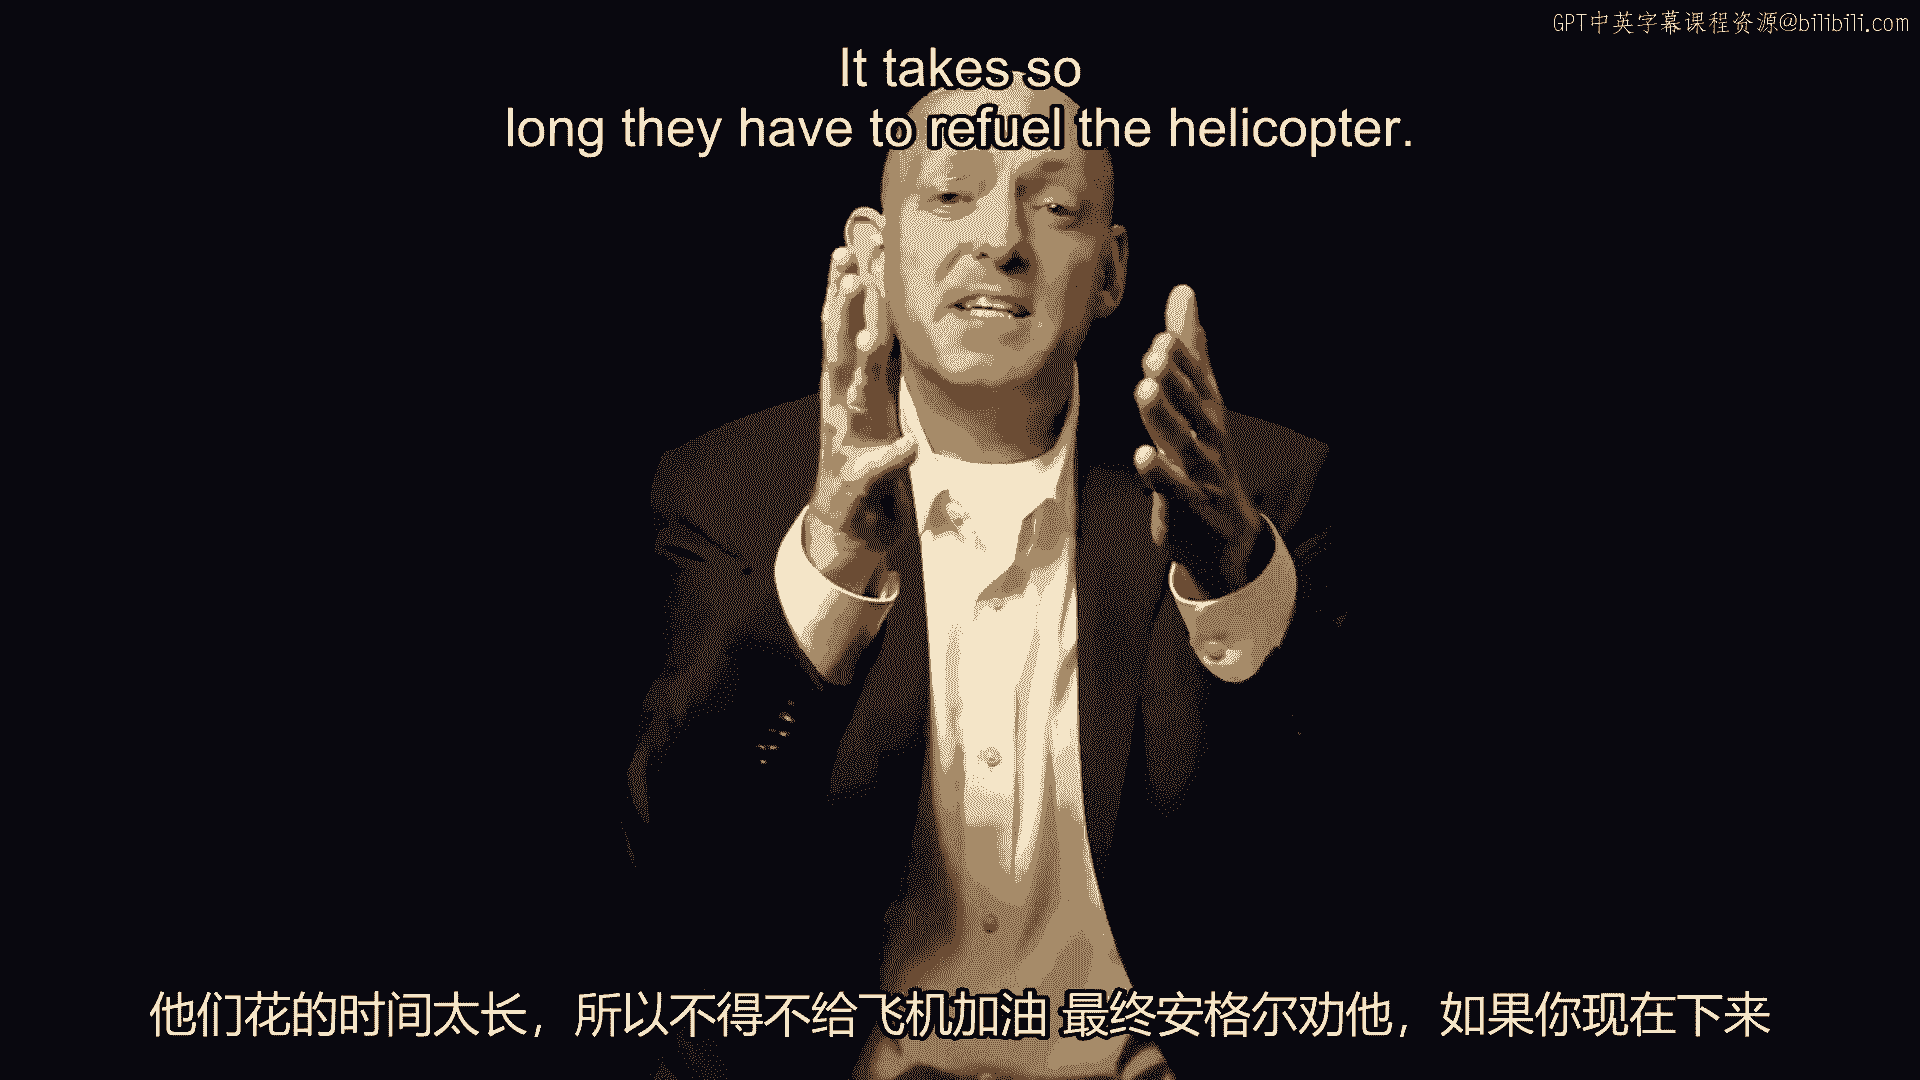 GPT中英字幕课程资源@bilibili.com
It takes so
long they have to refuel the helicopter.
他们花的时间太长，所以不得不给飞机加油 最终安格尔劝他，如果你现在下来